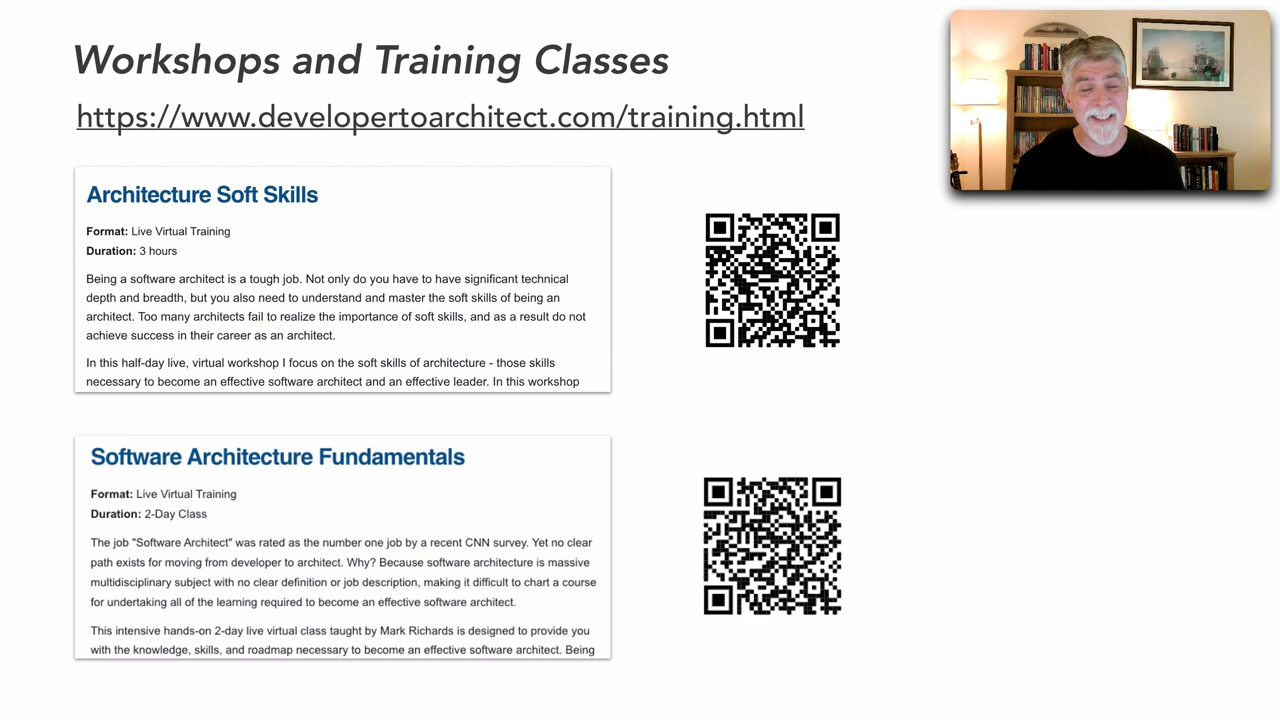 Workshops and Training Classes
https://www.developertoarchitect.com/training.html
Architecture Soft Skills
Format: Live Virtual Training
Duration: 3 hours
Being a software architect is a tough job. Not only do you have to have significant technical
depth and breadth, but you also need to understand and master the soft skills of being an
architect. Too many architects fail to realize the importance of soft skills, and as a result do not
achieve success in their career as an architect.
In this half-day live, virtual workshop I focus on the soft skills of architecture - those skills
necessary to become an effective software architect and an effective leader. In this workshop
Software Architecture Fundamentals
Format: Live Virtual Training
Duration: 2-Day Class
The job "Software Architect" was rated as the number one job by a recent CNN survey. Yet no clear
path exists for moving from developer to architect. Why? Because software architecture is massive
multidisciplinary subject with no clear definition or job description, making it difficult to chart a course
for undertaking all of the learning required to become an effective software architect.
This intensive hands-on 2-day live virtual class taught by Mark Richards is designed to provide you
with the knowledge, skills, and roadmap necessary to become an effective software architect. Being